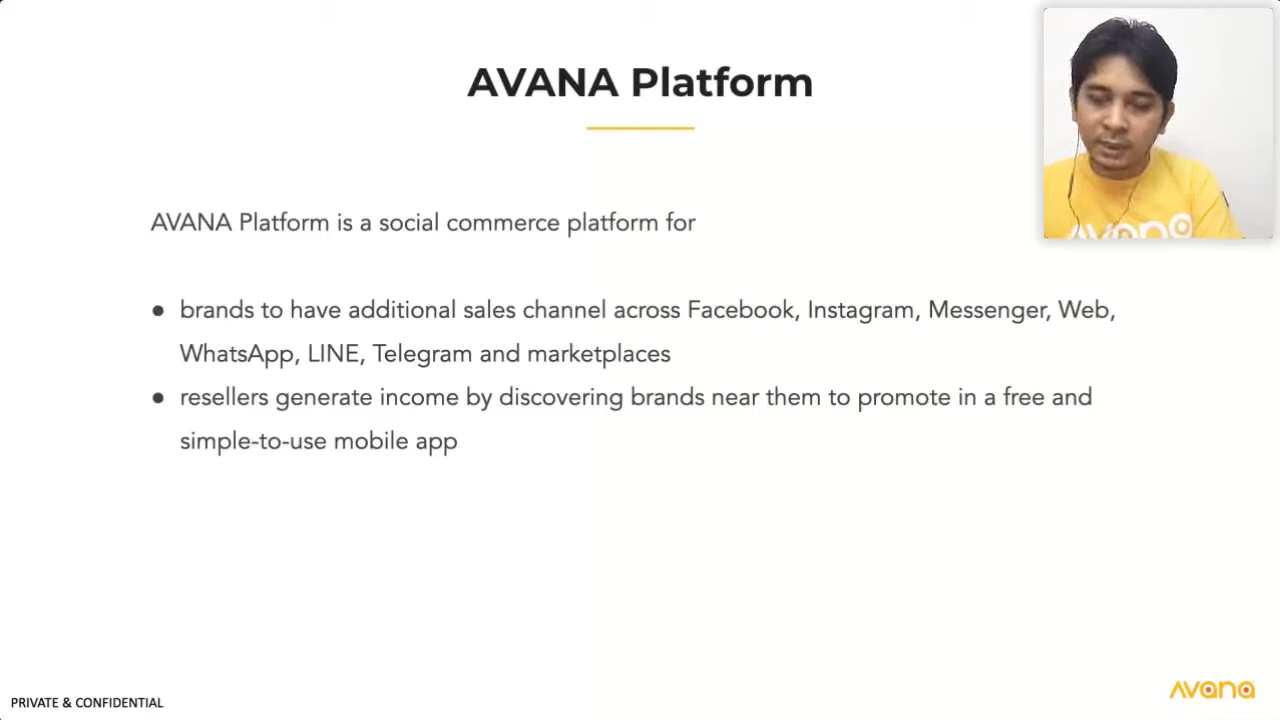 AVANA Platform
AVANA Platform is a social commerce platform for
● brands to have additional sales channel across Facebook, Instagram, Messenger, Web,
WhatsApp, LINE, Telegram and marketplaces
● resellers generate income by discovering brands near them to promote in a free and
simple-to-use mobile app
avana
PRIVATE & CONFIDENTIAL
avana